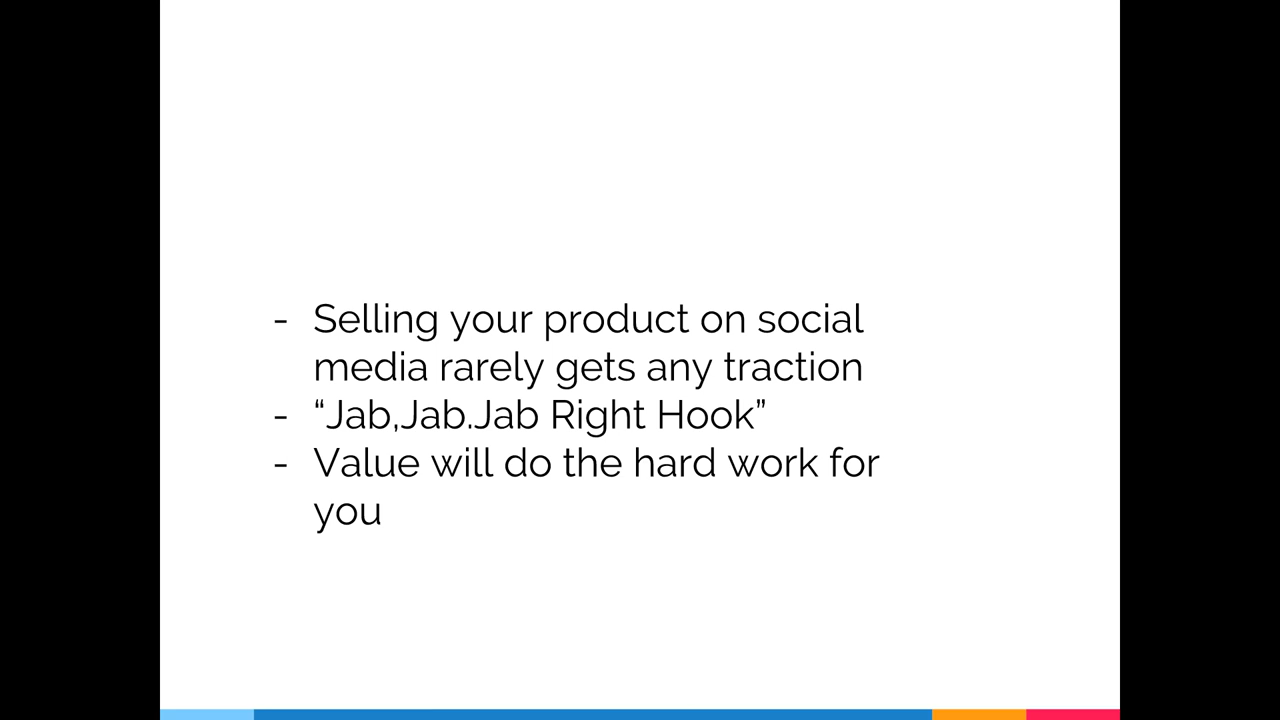 - Selling your product on social
media rarely gets any traction
- “Jab,Jab.Jab Right Hook”
- Value will do the hard work for
you